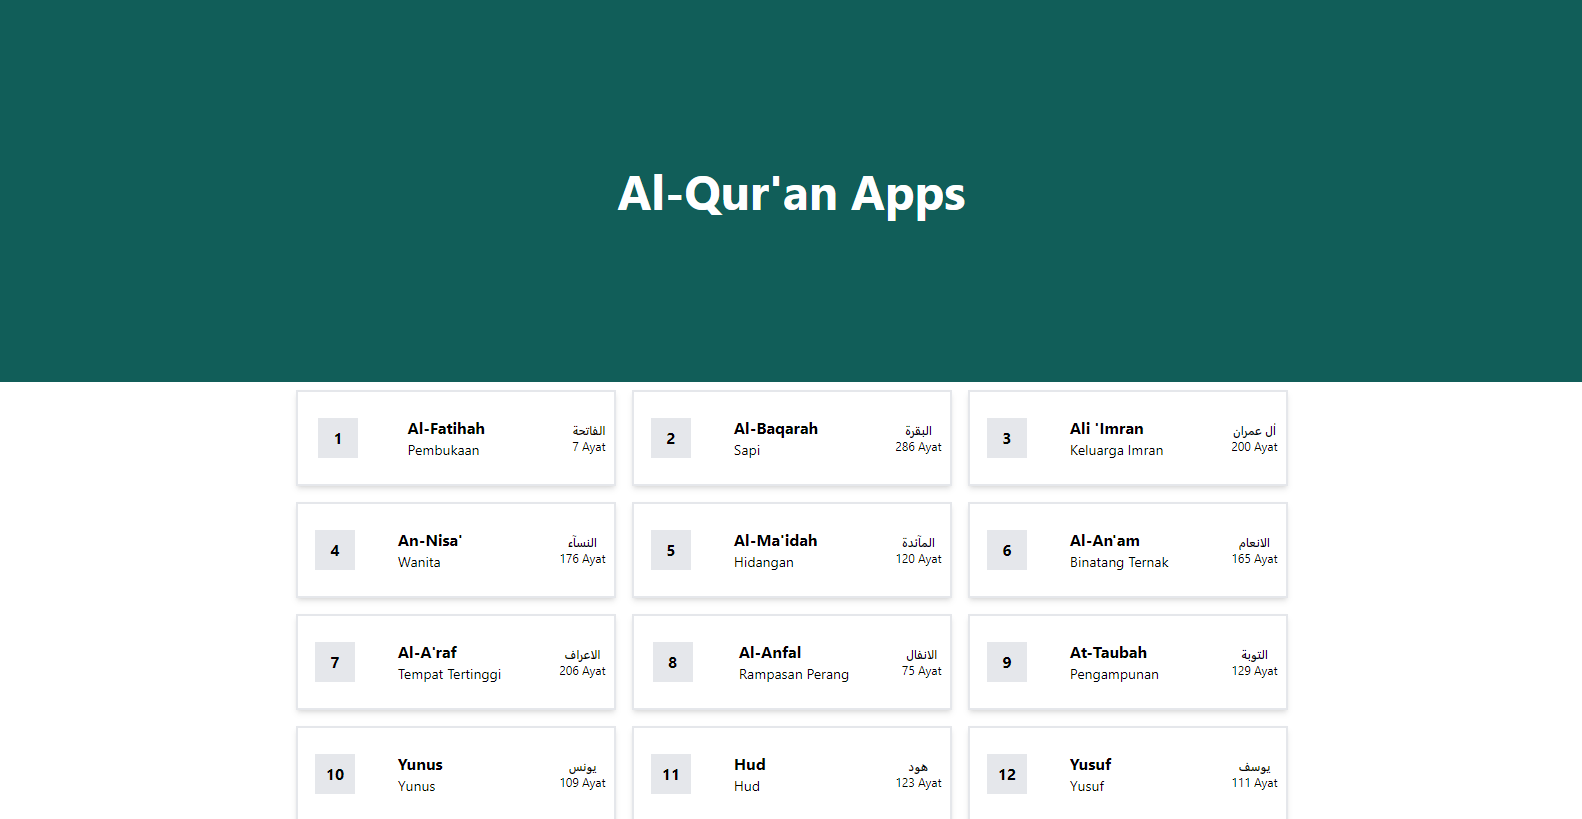 Al-Qur'an Apps
1
Al-Fatihah
Pembukaan
الفاتحة
7 Ayat
2
Al-Baqarah
Sapi
البقرة
286 Ayat
3
Ali 'Imran
Keluarga Imran
اٰل عمران
200 Ayat
4
An-Nisa'
Wanita
النساۤء
176 Ayat
5
Al-Ma'idah
Hidangan
الماۤئدة
120 Ayat
6
Al-An'am
Binatang Ternak
الانعام
165 Ayat
7
Al-A'raf
Tempat Tertinggi
الاعراف
206 Ayat
8
Al-Anfal
Rampasan Perang
الانفال
75 Ayat
9
At-Taubah
Pengampunan
التوبة
129 Ayat
10
Yunus
Yunus
يونس
109 Ayat
11
Hud
Hud
هود
123 Ayat
12
Yusuf
Yusuf
يوسف
111 Ayat